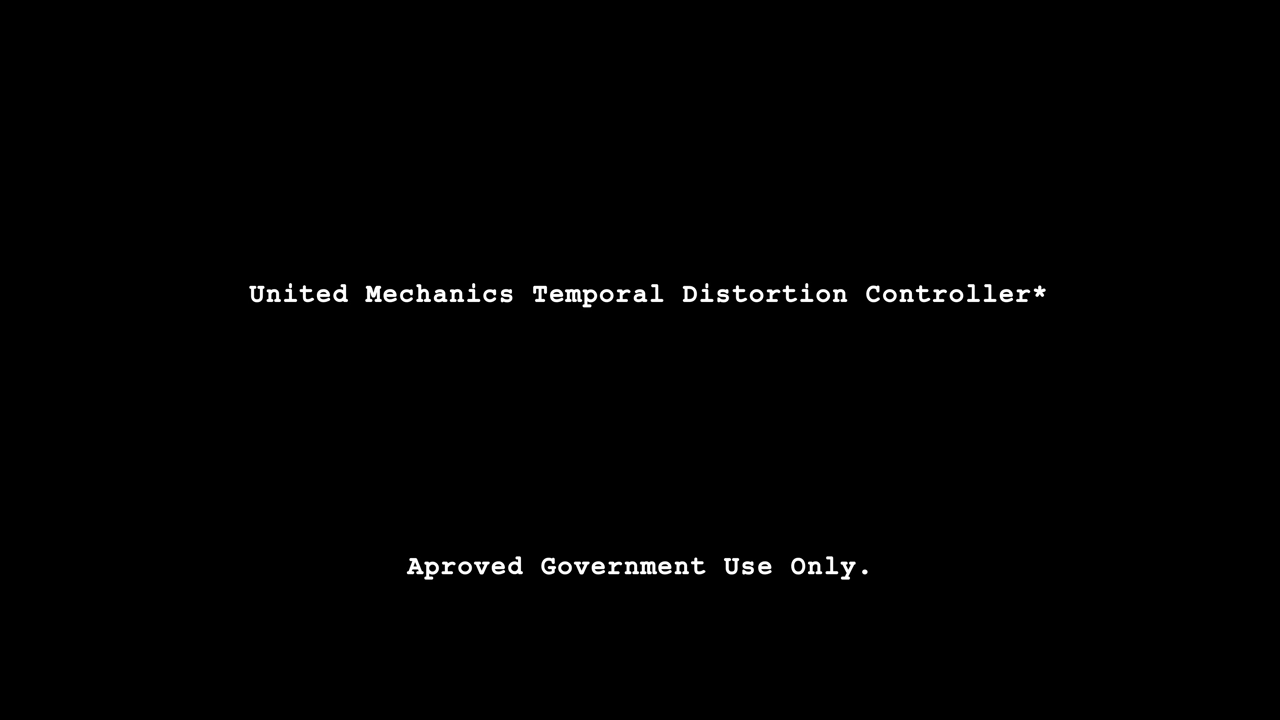 United Mechanics Temporal Distortion Controller*
Aproved Government Use Only.